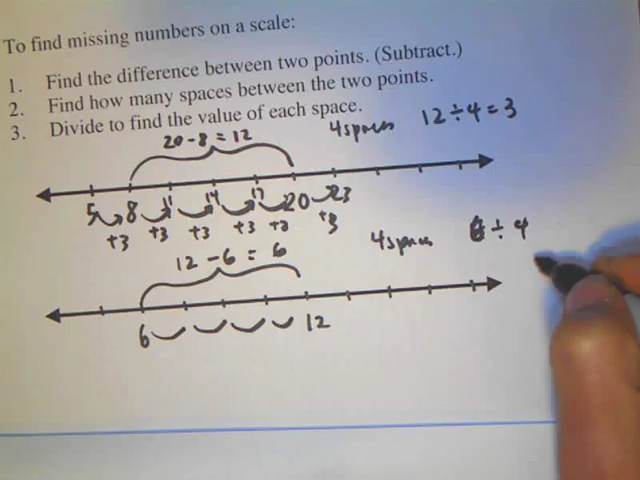 To find missing numbers on a scale:
1. Find the difference between two points. (Subtract.)
2. Find how many spaces between the two points.
3. Divide to find the value of each space.
20 - 8 = 12 4 spaces 12 ÷ 4 = 3
5 8 11 14 17 20 23
+3 +3 +3 +3 +3 +3
12 - 6 = 6 4 spaces 6 ÷ 4
6 12